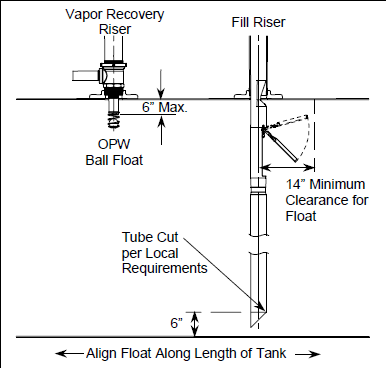 Vapor Recovery
Riser
Fill Riser
6” Max.
OPW
Ball Float
14” Minimum
Clearance for
Float
Tube Cut
per Local
Requirements
6”
Align Float Along Length of Tank